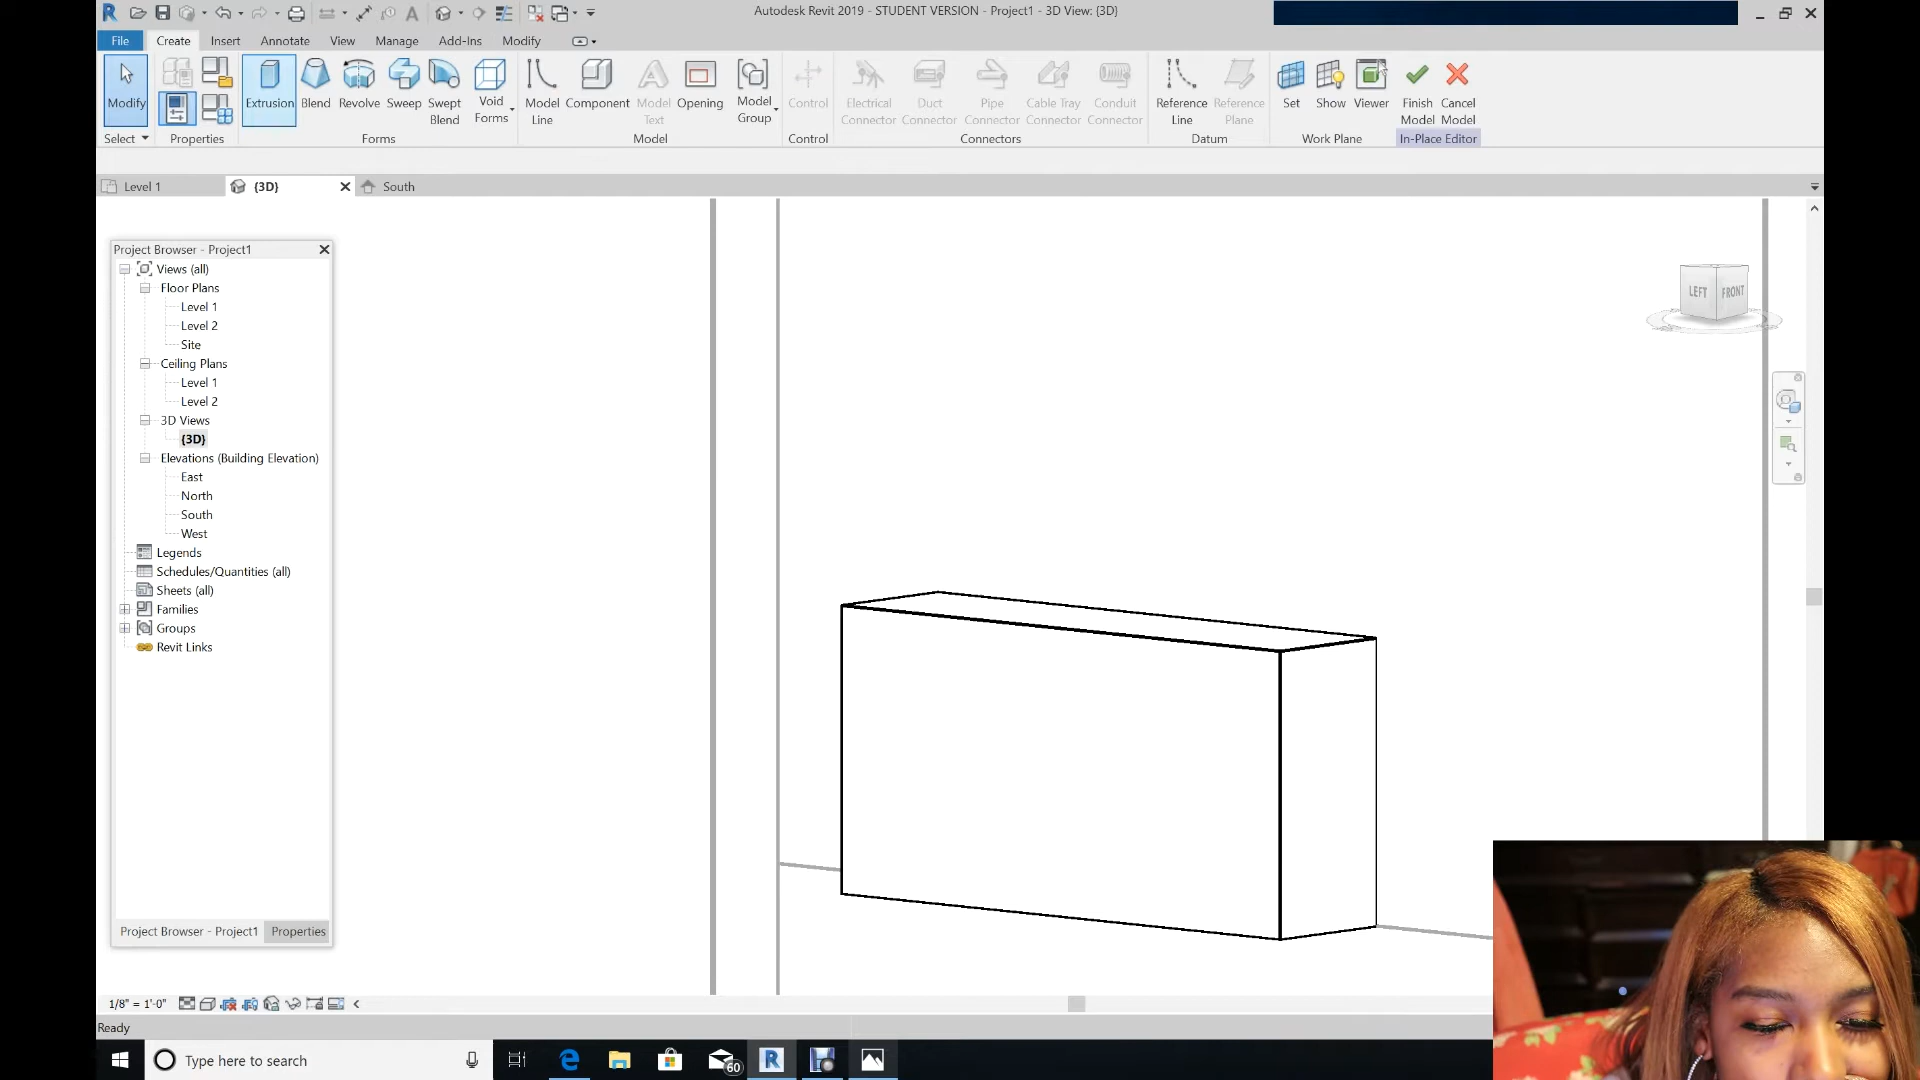 Autodesk Revit 2019 - STUDENT VERSION - Project1 - 3D View: {3D}
File Create Insert Annotate View Manage Add-Ins Modify
Modify Extrusion Blend Revolve Sweep Swept Blend Void Forms Model Line Component Model Text Opening Model Group Control Electrical Connector Duct Connector Pipe Connector Cable Tray Connector Conduit Connector Reference Line Reference Plane Set Show Viewer Finish Model Cancel Model
Select Properties Forms Model Control Connectors Datum Work Plane In-Place Editor
Level 1 {3D} South
Project Browser - Project1
Views (all)
Floor Plans
Level 1
Level 2
Site
Ceiling Plans
Level 1
Level 2
3D Views
{3D}
Elevations (Building Elevation)
East
North
South
West
Legends
Schedules/Quantities (all)
Sheets (all)
Families
Groups
Revit Links
Project Browser - Project1 Properties
LEFT FRONT
1/8" = 1'-0"
Ready
Type here to search
60